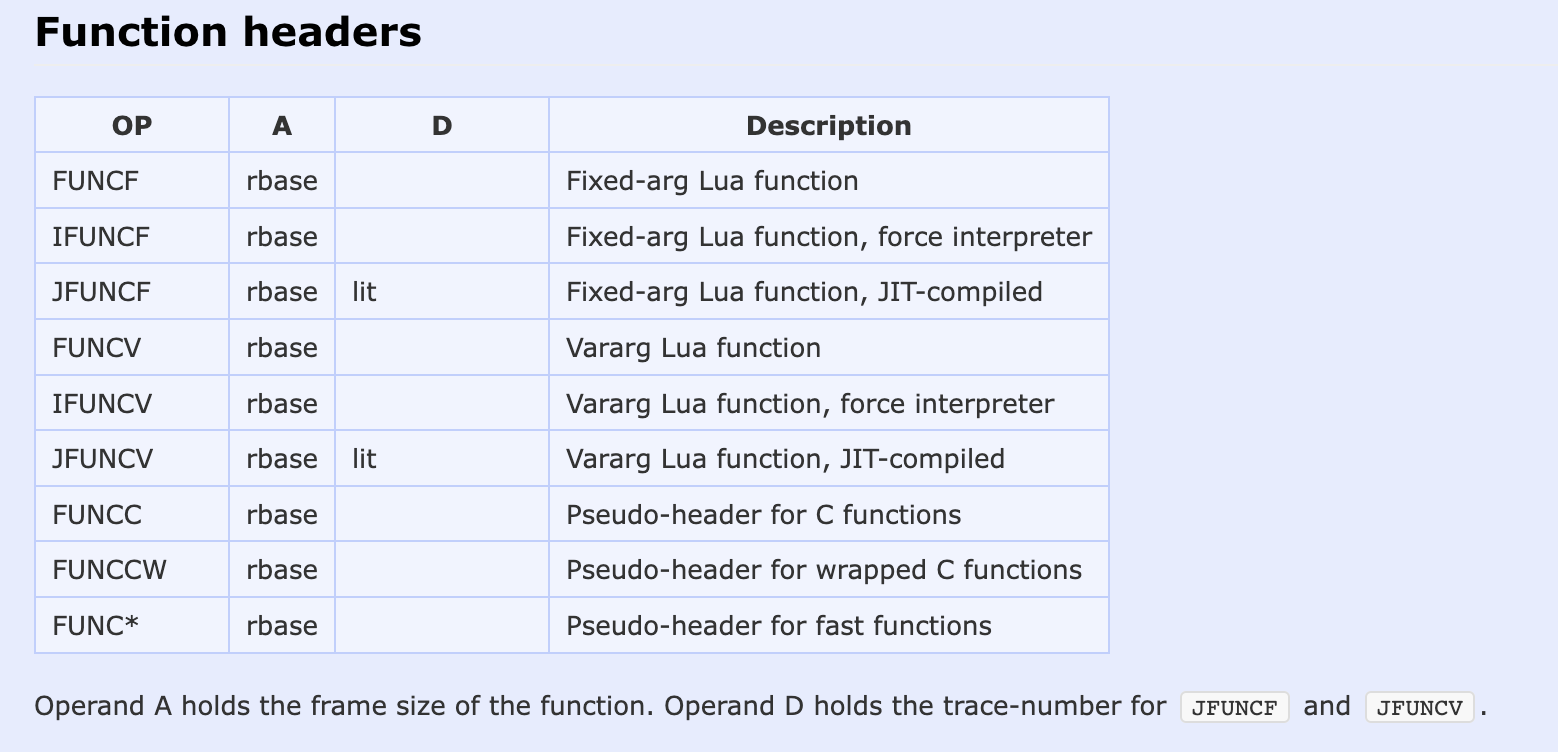 Function headers
OP A D Description
FUNCF rbase Fixed-arg Lua function
IFUNCF rbase Fixed-arg Lua function, force interpreter
JFUNCF rbase lit Fixed-arg Lua function, JIT-compiled
FUNCV rbase Vararg Lua function
IFUNCV rbase Vararg Lua function, force interpreter
JFUNCV rbase lit Vararg Lua function, JIT-compiled
FUNCC rbase Pseudo-header for C functions
FUNCCW rbase Pseudo-header for wrapped C functions
FUNC* rbase Pseudo-header for fast functions
Operand A holds the frame size of the function. Operand D holds the trace-number for JFUNCF and JFUNCV .